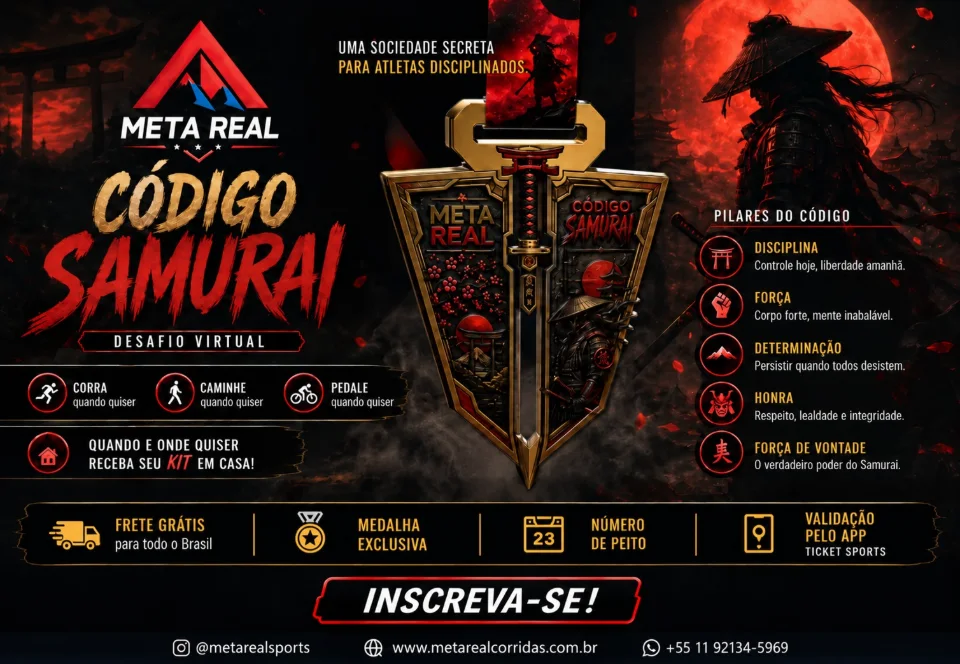 UMA SOCIEDADE SECRETA
PARA ATLETAS DISCIPLINADOS.
META REAL
CÓDIGO
SAMURAI
DESAFIO VIRTUAL
CORRA
quando quiser
CAMINHE
quando quiser
PEDALE
quando quiser
QUANDO E ONDE QUISER
RECEBA SEU KIT EM CASA!
META
REAL
CÓDIGO
SAMURAI
PILARES DO CÓDIGO
DISCIPLINA
Controle hoje, liberdade amanhã.
FORÇA
Corpo forte, mente inabalável.
DETERMINAÇÃO
Persistir quando todos desistem.
HONRA
Respeito, lealdade e integridade.
FORÇA DE VONTADE
O verdadeiro poder do Samurai.
FRETE GRÁTIS
para todo o Brasil
MEDALHA
EXCLUSIVA
23
NÚMERO
DE PEITO
VALIDAÇÃO
PELO APP
TICKET SPORTS
INSCREVA-SE!
@metarealsports
www.metarealcorridas.com.br
+55 11 92134-5969